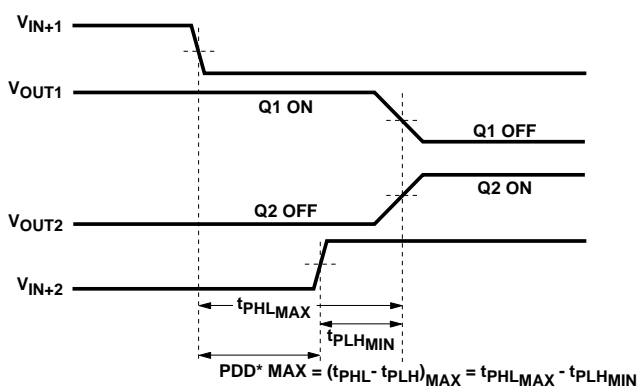 VIN+1
VOUT1
Q1 ON
Q1 OFF
Q2 ON
Q2 OFF
VOUT2
VIN+2
tPHLMAX
tPLHMIN
PDD* MAX = (tPHL- tPLH)MAX = tPHLMAX - tPLHMIN